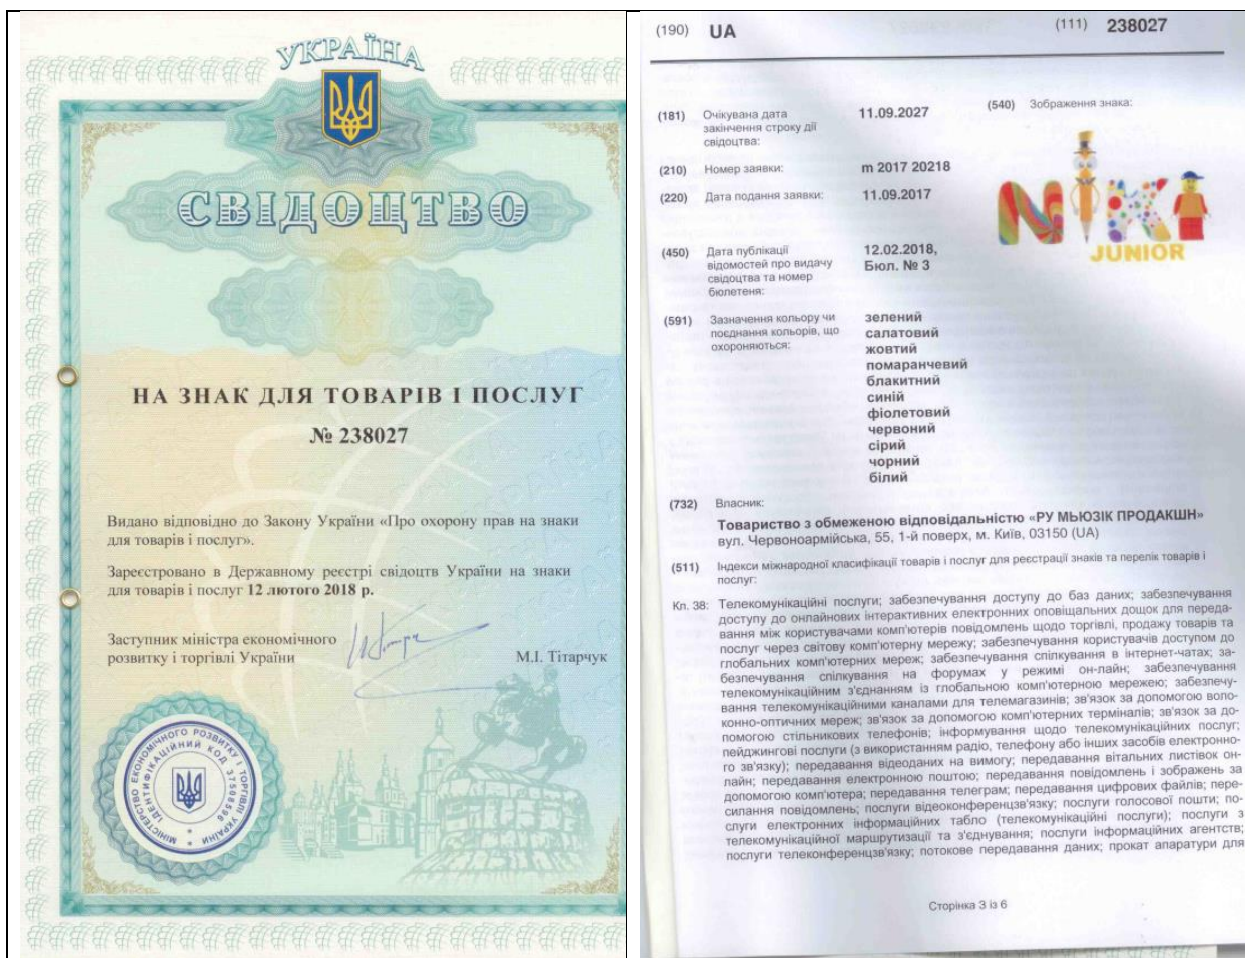 УКРАЇНА
СВІДОЦТВО
НА ЗНАК ДЛЯ ТОВАРІВ І ПОСЛУГ
№ 238027
Видано відповідно до Закону України «Про охорону прав на знаки
для товарів і послуг».
Зареєстровано в Державному реєстрі свідоцтв України на знаки
для товарів і послуг 12 лютого 2018 р.
Заступник міністра економічного
розвитку і торгівлі України
М.І. Тітарчук
МІНІСТЕРСТВО ЕКОНОМІЧНОГО РОЗВИТКУ І ТОРГІВЛІ УКРАЇНИ
ІДЕНТИФІКАЦІЙНИЙ КОД 37508596
(190) UA (111) 238027
(181) Очікувана дата
закінчення строку дії
свідоцтва:
11.09.2027
(540) Зображення знака:
NiKi
JUNIOR
(210) Номер заявки: m 2017 20218
(220) Дата подання заявки: 11.09.2017
(450) Дата публікації
відомостей про видачу
свідоцтва та номер
бюлетеня:
12.02.2018,
Бюл. № 3
(591) Зазначення кольору чи
поєднання кольорів, що
охороняються:
зелений
салатовий
жовтий
помаранчевий
блакитний
синій
фіолетовий
червоний
сірий
чорний
білий
(732) Власник:
Товариство з обмеженою відповідальністю «РУ МЬЮЗІК ПРОДАКШН»
вул. Червоноармійська, 55, 1-й поверх, м. Київ, 03150 (UA)
(511) Індекси міжнародної класифікації товарів і послуг для реєстрації знаків та перелік товарів і
послуг:
Кл. 38: Телекомунікаційні послуги; забезпечування доступу до баз даних; забезпечування
доступу до онлайнових інтерактивних електронних оповіщальних дощок для переда-
вання між користувачами комп'ютерів повідомлень щодо торгівлі, продажу товарів та
послуг через світову комп'ютерну мережу; забезпечування користувачів доступом до
глобальних комп'ютерних мереж; забезпечування спілкування в інтернет-чатах; за-
безпечування спілкування на форумах у режимі он-лайн; забезпечування
телекомунікаційним з'єднанням із глобальною комп'ютерною мережею; забезпечу-
вання телекомунікаційними каналами для телемагазинів; зв'язок за допомогою воло-
конно-оптичних мереж; зв'язок за допомогою комп'ютерних терміналів; зв'язок за до-
помогою стільникових телефонів; інформування щодо телекомунікаційних послуг;
пейджингові послуги (з використанням радіо, телефону або інших засобів електронно-
го зв'язку); передавання відеоданих на вимогу; передавання вітальних листівок он-
лайн; передавання електронною поштою; передавання повідомлень і зображень за
допомогою комп'ютера; передавання телеграм; передавання цифрових файлів; пере-
силання повідомлень; послуги відеоконференцзв'язку; послуги голосової пошти; по-
слуги електронних інформаційних табло (телекомунікаційні послуги); послуги з
телекомунікаційної маршрутизації та з'єднування; послуги інформаційних агентств;
послуги телеконференцзв'язку; потокове передавання даних; прокат апаратури для
Сторінка 3 із 6